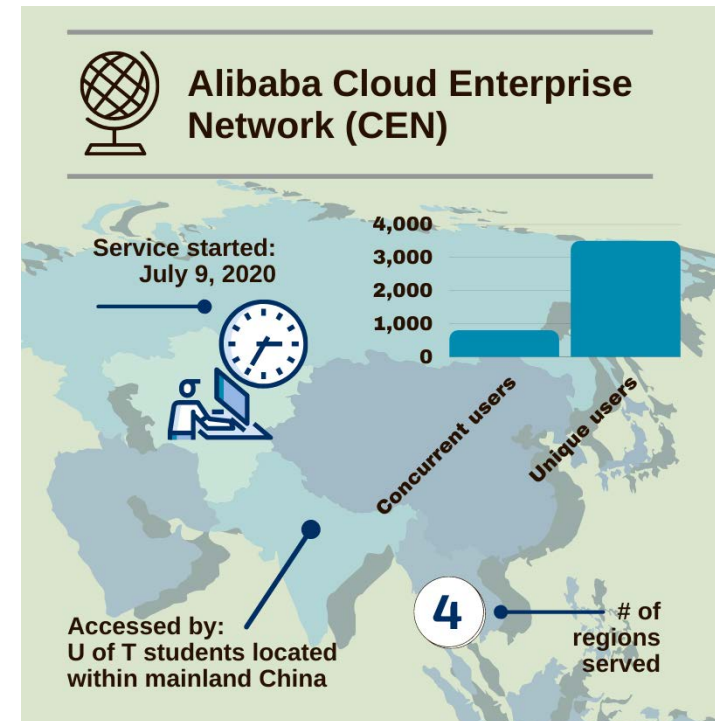 Alibaba Cloud Enterprise
Network (CEN)
Service started:
July 9, 2020
4,000
3,000
2,000
1,000
0
Concurrent users
Unique users
Accessed by:
U of T students located
within mainland China
4
# of
regions
served